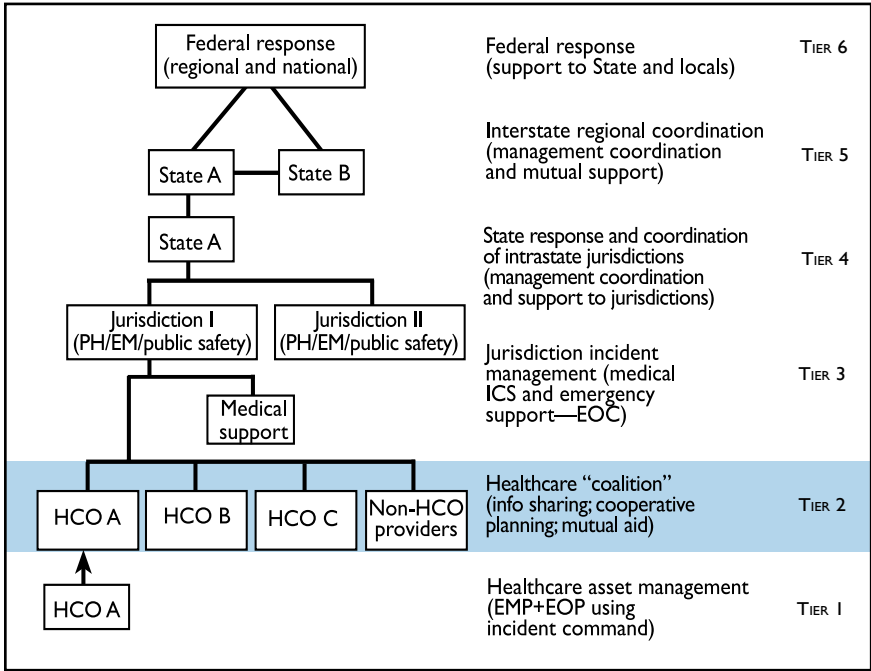 Federal response
(regional and national)
Federal response
(support to State and locals)
TIER 6
State A
State B
Interstate regional coordination
(management coordination
and mutual support)
TIER 5
State A
State response and coordination
of intrastate jurisdictions
(management coordination
and support to jurisdictions)
TIER 4
Jurisdiction I
(PH/EM/public safety)
Jurisdiction II
(PH/EM/public safety)
Medical
support
Jurisdiction incident
management (medical
ICS and emergency
support—EOC)
TIER 3
HCO A
HCO B
HCO C
Non-HCO
providers
Healthcare “coalition”
(info sharing; cooperative
planning; mutual aid)
TIER 2
HCO A
Healthcare asset management
(EMP+EOP using
incident command)
TIER 1